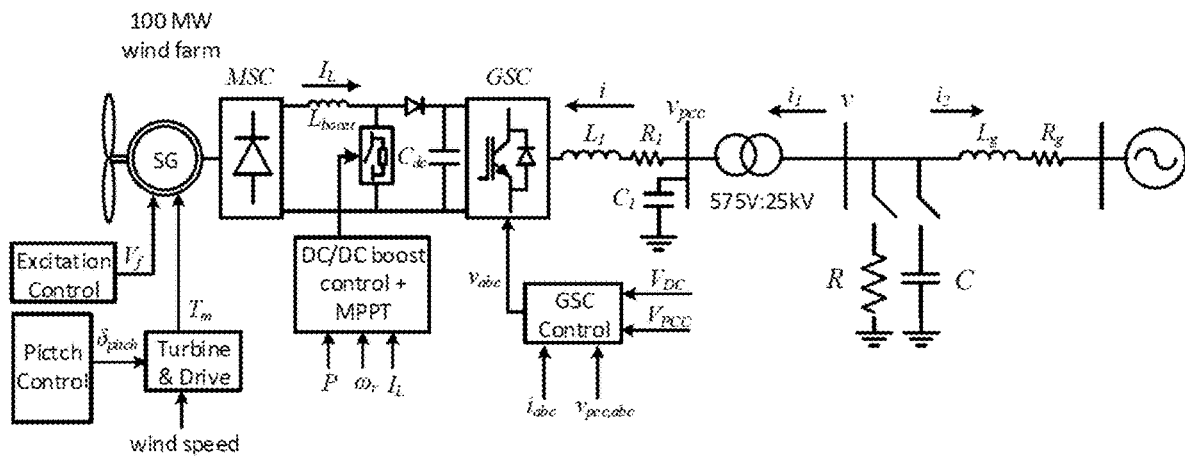 100 MW
wind farm
MSC
I_L
GSC
i
v_pcc
i_1
v
i_2
L_boost
SG
C_dc
L_1
R_1
C_1
575V:25kV
L_g
R_g
R
C
Excitation
Control
V_f
DC/DC boost
control +
MPPT
v_abc
GSC
Control
V_DC
V_PCC
T_m
Pictch
Control
δ_pitch
Turbine
& Drive
P
ω_r
I_L
i_abc
v_pcc,abc
wind speed